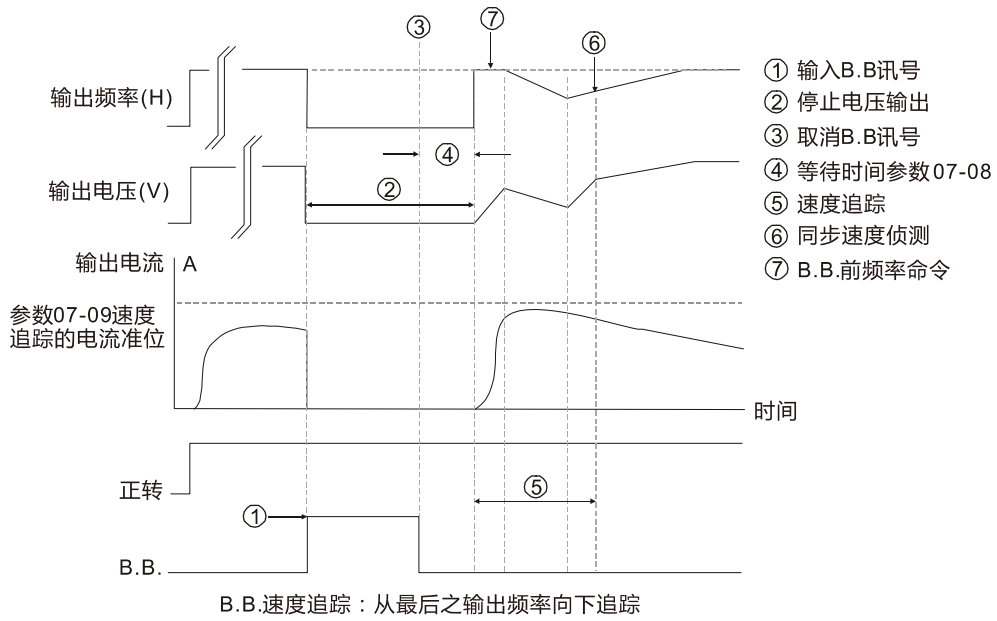 ③
⑦
⑥
输出频率(H)
④
输出电压(V)
②
输出电流
A
参数07-09速度
追踪的电流准位
时间
正转
⑤
①
B.B.
① 输入B.B讯号
② 停止电压输出
③ 取消B.B讯号
④ 等待时间参数07-08
⑤ 速度追踪
⑥ 同步速度侦测
⑦ B.B.前频率命令
B.B.速度追踪：从最后之输出频率向下追踪